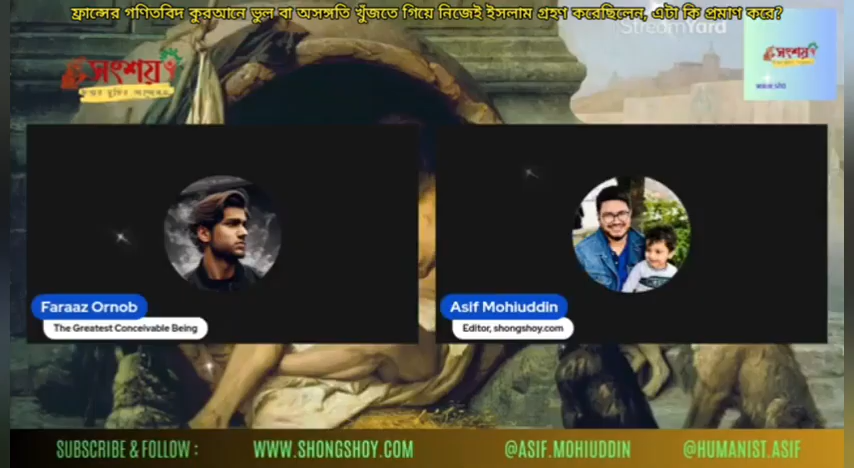 ফ্রান্সের গণিতবিদ কুরআনে ভুল বা অসঙ্গতি খুঁজতে গিয়ে নিজেই ইসলাম গ্রহণ করেছিলেন, এটা কি প্রমাণ করে?
StreamYard
সংশয়
সংশয়
Faraaz Ornob
The Greatest Conceivable Being
Asif Mohiuddin
Editor, shongshoy.com
SUBSCRIBE & FOLLOW : WWW.SHONGSHOY.COM @ASIF.MOHIUDDIN @HUMANIST.ASIF